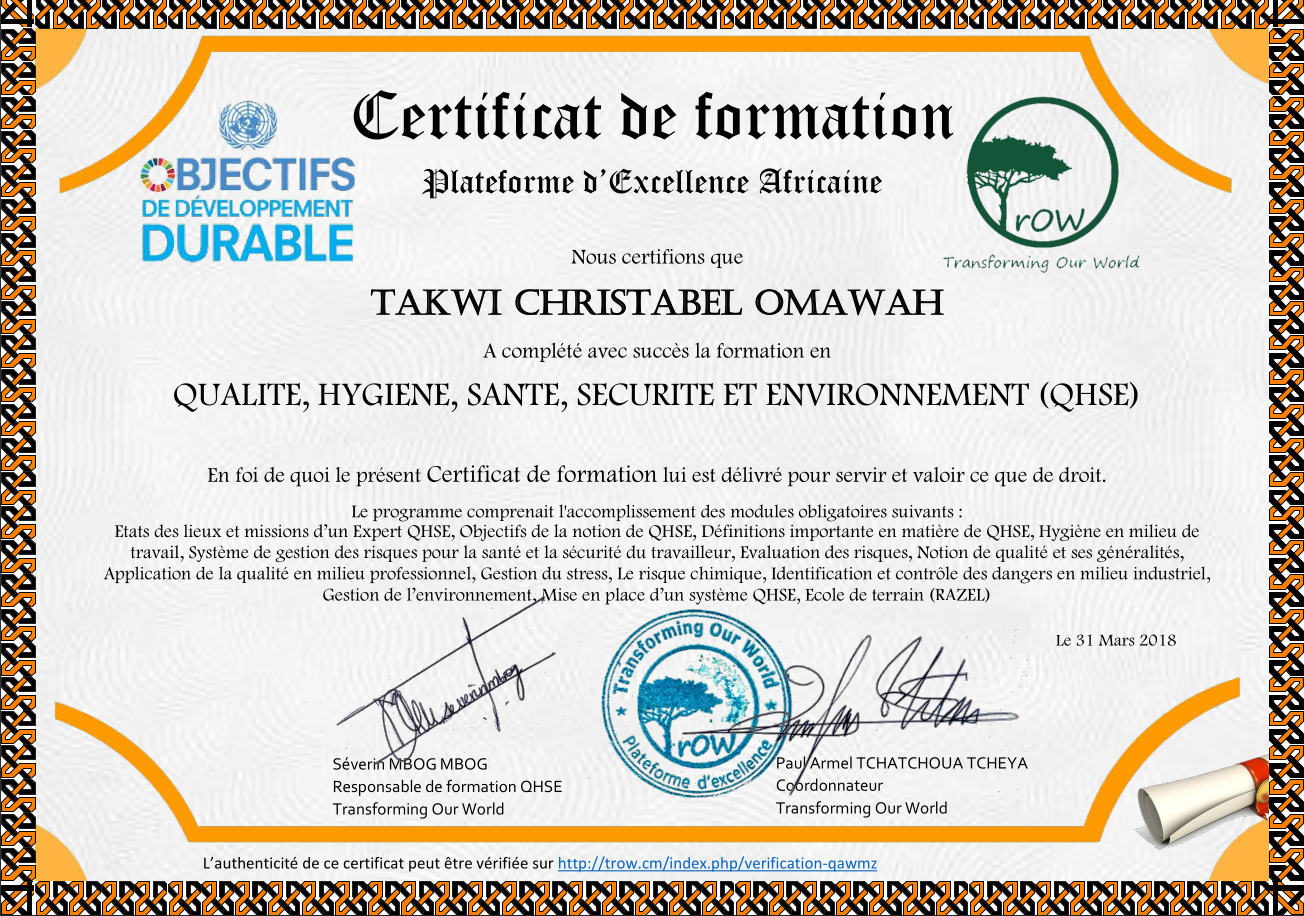 Certificat de formation
Plateforme d'Excellence Africaine
OBJECTIFS
DE DÉVELOPPEMENT
DURABLE
TrOW
Transforming Our World
Nous certifions que
TAKWI CHRISTABEL OMAWAH
A complété avec succès la formation en
QUALITE, HYGIENE, SANTE, SECURITE ET ENVIRONNEMENT (QHSE)
En foi de quoi le présent Certificat de formation lui est délivré pour servir et valoir ce que de droit.
Le programme comprenait l'accomplissement des modules obligatoires suivants :
Etats des lieux et missions d'un Expert QHSE, Objectifs de la notion de QHSE, Définitions importante en matière de QHSE, Hygiène en milieu de
travail, Système de gestion des risques pour la santé et la sécurité du travailleur, Evaluation des risques, Notion de qualité et ses généralités,
Application de la qualité en milieu professionnel, Gestion du stress, Le risque chimique, Identification et contrôle des dangers en milieu industriel,
Gestion de l'environnement, Mise en place d'un système QHSE, Ecole de terrain (RAZEL)
Le 31 Mars 2018
Transforming Our World
TrOW
Plateforme d'excellence
Séverin MBOG MBOG
Responsable de formation QHSE
Transforming Our World
Paul Armel TCHATCHOUA TCHEYA
Coordonnateur
Transforming Our World
L'authenticité de ce certificat peut être vérifiée sur http://trow.cm/index.php/verification-qawmz